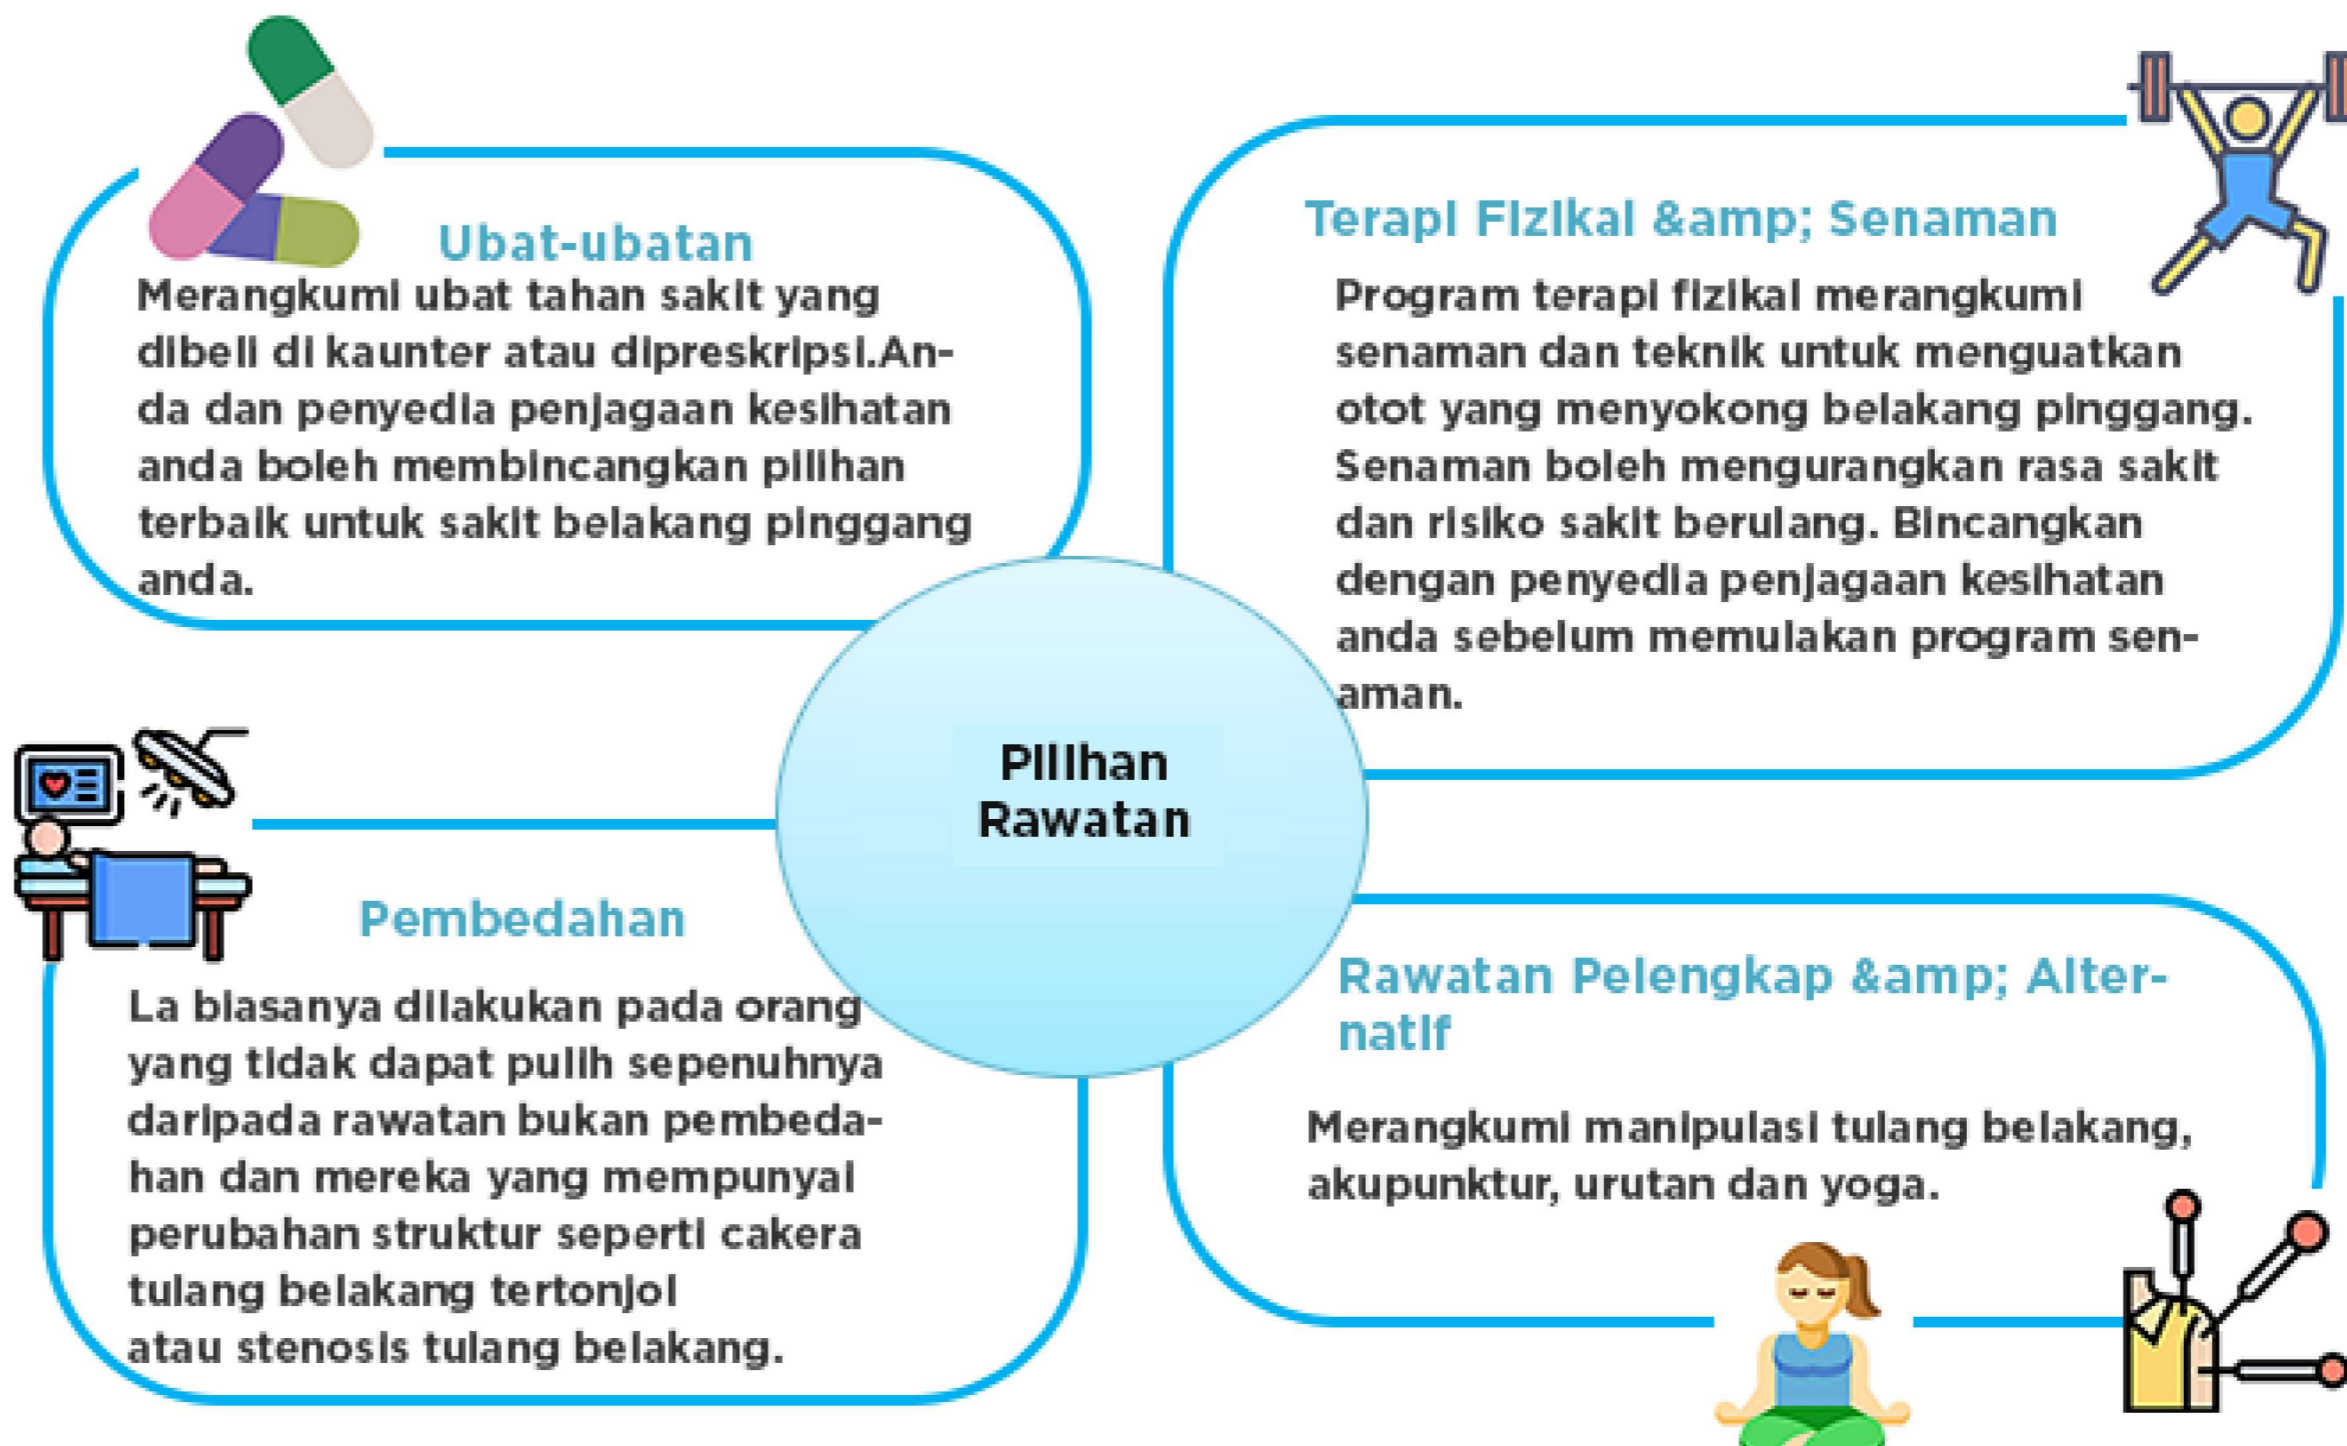 Ubat-ubatan
Merangkumi ubat tahan sakit yang
dibeli di kaunter atau dipreskripsi.An-
da dan penyedia penjagaan kesihatan
anda boleh membincangkan pilihan
terbaik untuk sakit belakang pinggang
anda.
Terapi Fizikal &amp; Senaman
Program terapi fizikal merangkumi
senaman dan teknik untuk menguatkan
otot yang menyokong belakang pinggang.
Senaman boleh mengurangkan rasa sakit
dan risiko sakit berulang. Bincangkan
dengan penyedia penjagaan kesihatan
anda sebelum memulakan program sen-
aman.
Pilihan
Rawatan
Pembedahan
La biasanya dilakukan pada orang
yang tidak dapat pulih sepenuhnya
daripada rawatan bukan pembeda-
han dan mereka yang mempunyai
perubahan struktur seperti cakera
tulang belakang tertonjol
atau stenosis tulang belakang.
Rawatan Pelengkap &amp; Alter-
natif
Merangkumi manipulasi tulang belakang,
akupunktur, urutan dan yoga.